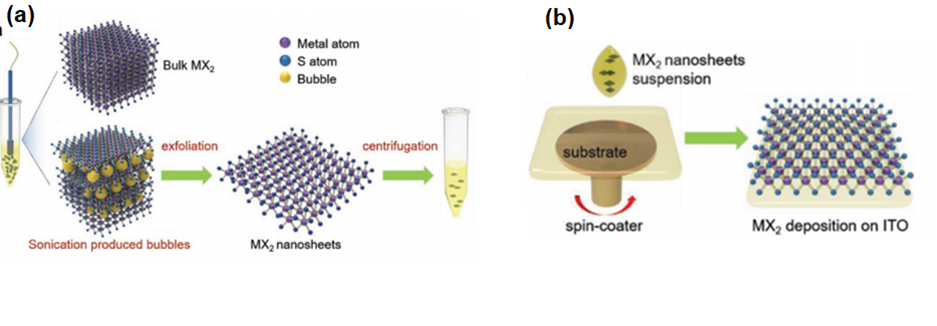 (a)
Bulk MX2
Metal atom
S atom
Bubble
exfoliation
centrifugation
Sonication produced bubbles
MX2 nanosheets
(b)
MX2 nanosheets
suspension
substrate
spin-coater
MX2 deposition on ITO